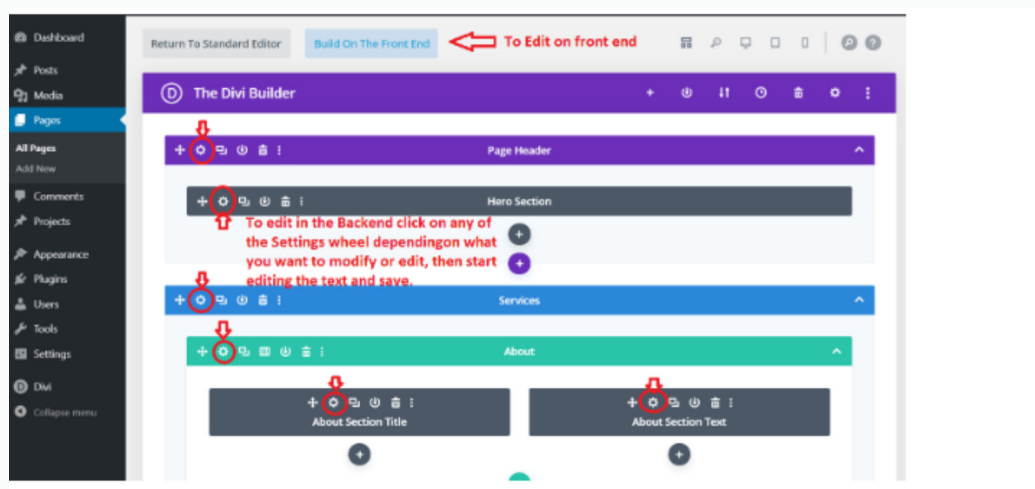 Dashboard
Posts
Media
Pages
All Pages
Add New
Comments
Projects
Appearance
Plugins
Users
Tools
Settings
Divi
Collapse menu
Return To Standard Editor
Build On The Front End
To Edit on front end
D The Divi Builder
Page Header
Hero Section
To edit in the Backend click on any of
the Settings wheel dependingon what
you want to modify or edit, then start
editing the text and save.
Services
About
About Section Title
About Section Text